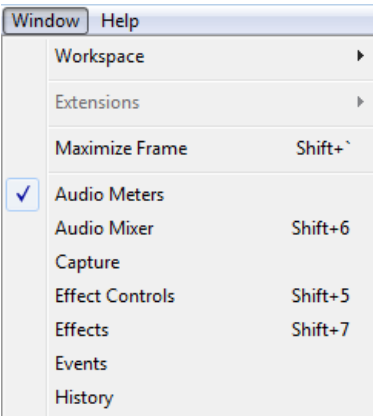 Window Help
Workspace
Extensions
Maximize Frame Shift+`
Audio Meters
Audio Mixer Shift+6
Capture
Effect Controls Shift+5
Effects Shift+7
Events
History